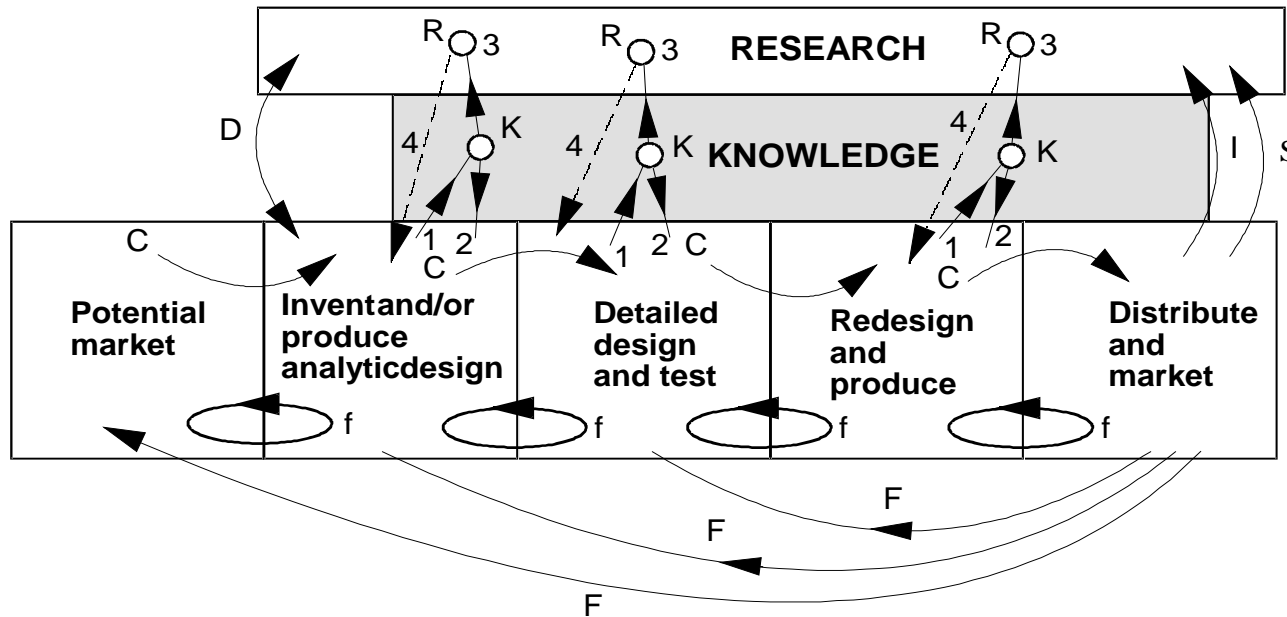 R 3 R 3 RESEARCH R 3
D 4 K 4 K KNOWLEDGE 4 K I S
C 1 2 C 1 2 C 1 2 C
Potential
market
Inventand/or
produce
analyticdesign
Detailed
design
and test
Redesign
and
produce
Distribute
and
market
f f f f
F
F
F